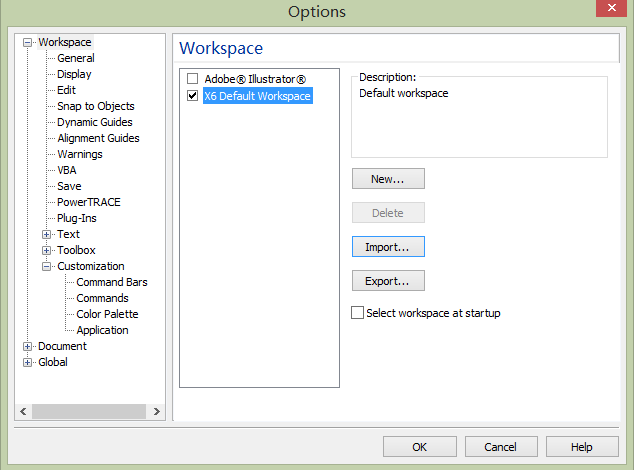 Options
Workspace
General
Display
Edit
Snap to Objects
Dynamic Guides
Alignment Guides
Warnings
VBA
Save
PowerTRACE
Plug-Ins
Text
Toolbox
Customization
Command Bars
Commands
Color Palette
Application
Document
Global
Workspace
Adobe® Illustrator®
X6 Default Workspace
Description:
Default workspace
New...
Delete
Import...
Export...
Select workspace at startup
OK
Cancel
Help